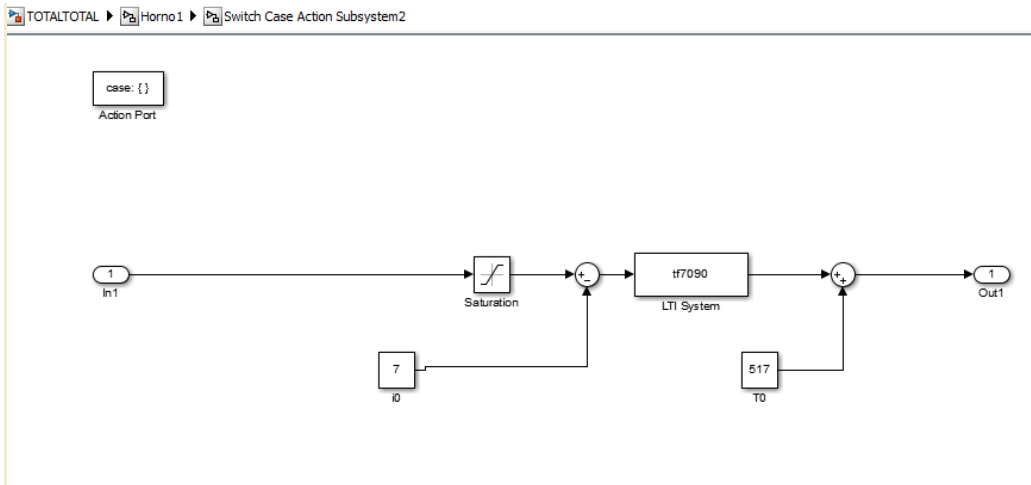 TOTALTOTAL Horno1 Switch Case Action Subsystem2
case: { }
Action Port
1
In1
Saturation
+
−
tf7090
LTI System
+
+
1
Out1
7
i0
517
T0